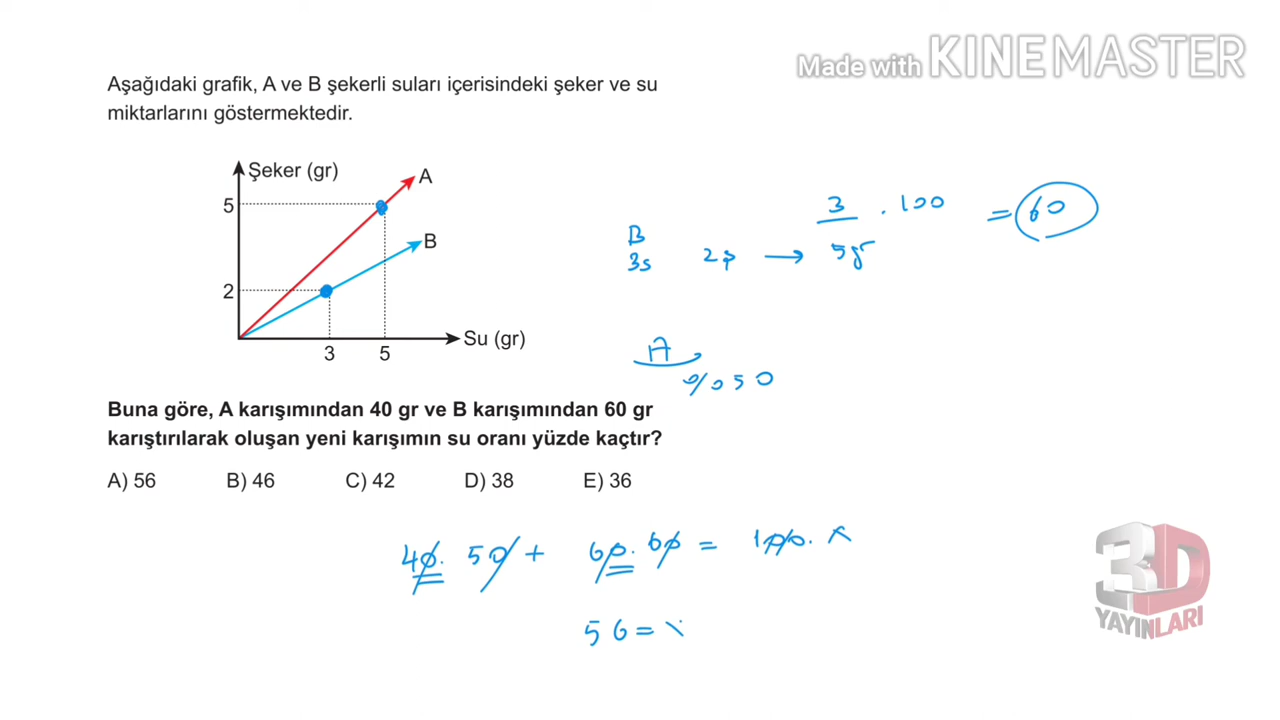 Made with KINEMASTER
Aşağıdaki grafik, A ve B şekerli suları içerisindeki şeker ve su
miktarlarını göstermektedir.
Şeker (gr)
A
5
B
2
Su (gr)
3 5
3/5gr . 100 = 60
B
3s 2ş → 
A
%50
Buna göre, A karışımından 40 gr ve B karışımından 60 gr
karıştırılarak oluşan yeni karışımın su oranı yüzde kaçtır?
A) 56 B) 46 C) 42 D) 38 E) 36
40. 50 + 60. 60 = 100. x
56 = x
3D
YAYINLARI